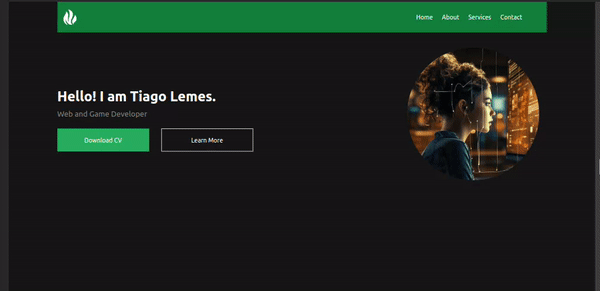 Home About Services Contact
Hello! I am Tiago Lemes.
Web and Game Developer
Download CV Learn More